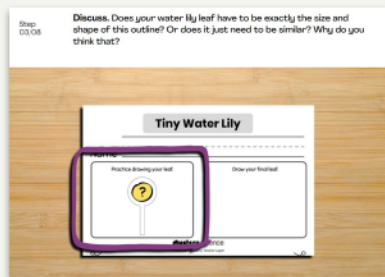 Step
03/08
Discuss. Does your water lily leaf have to be exactly the size and
shape of this outline? Or does it just need to be similar? Why do you
think that?
Tiny Water Lily
Practice drawing your leaf
Draw your final leaf
?